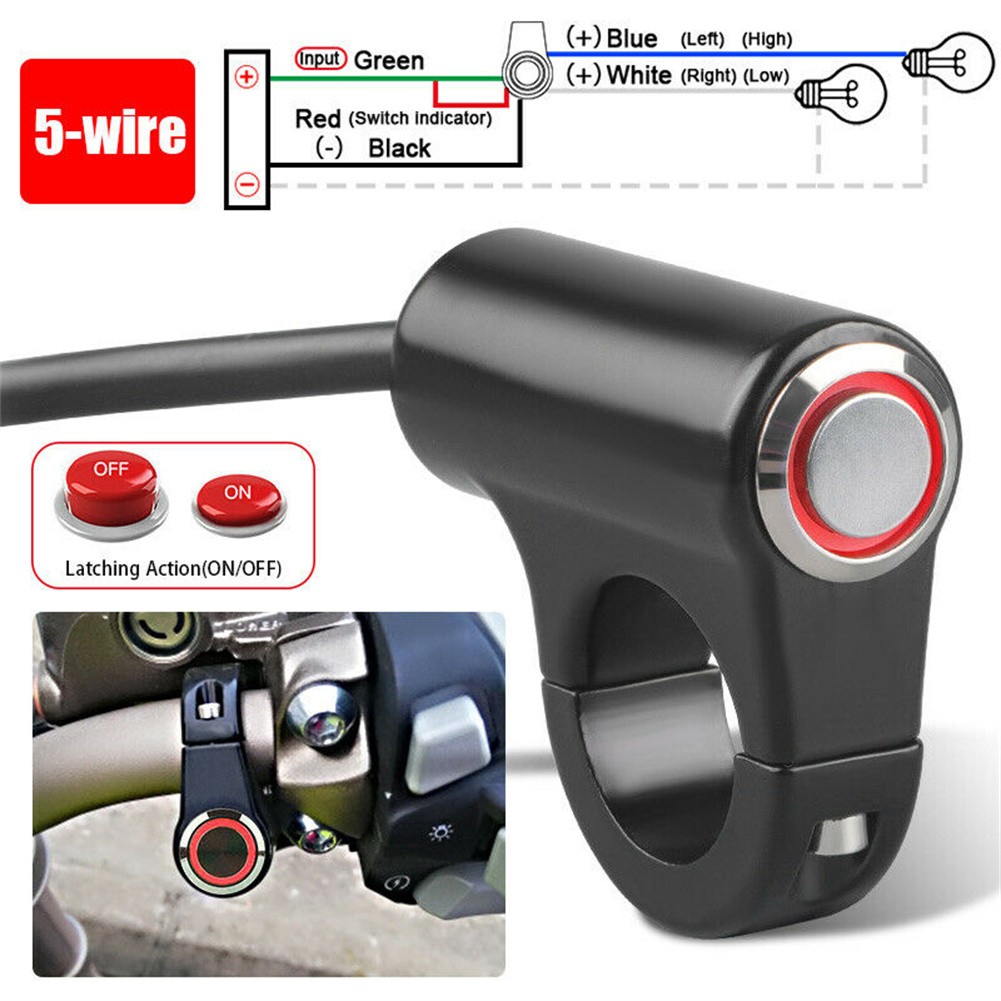 5-wire
Input Green
Red (Switch indicator)
(-) Black
(+) Blue (Left) (High)
(+) White (Right) (Low)
OFF
ON
Latching Action(ON/OFF)